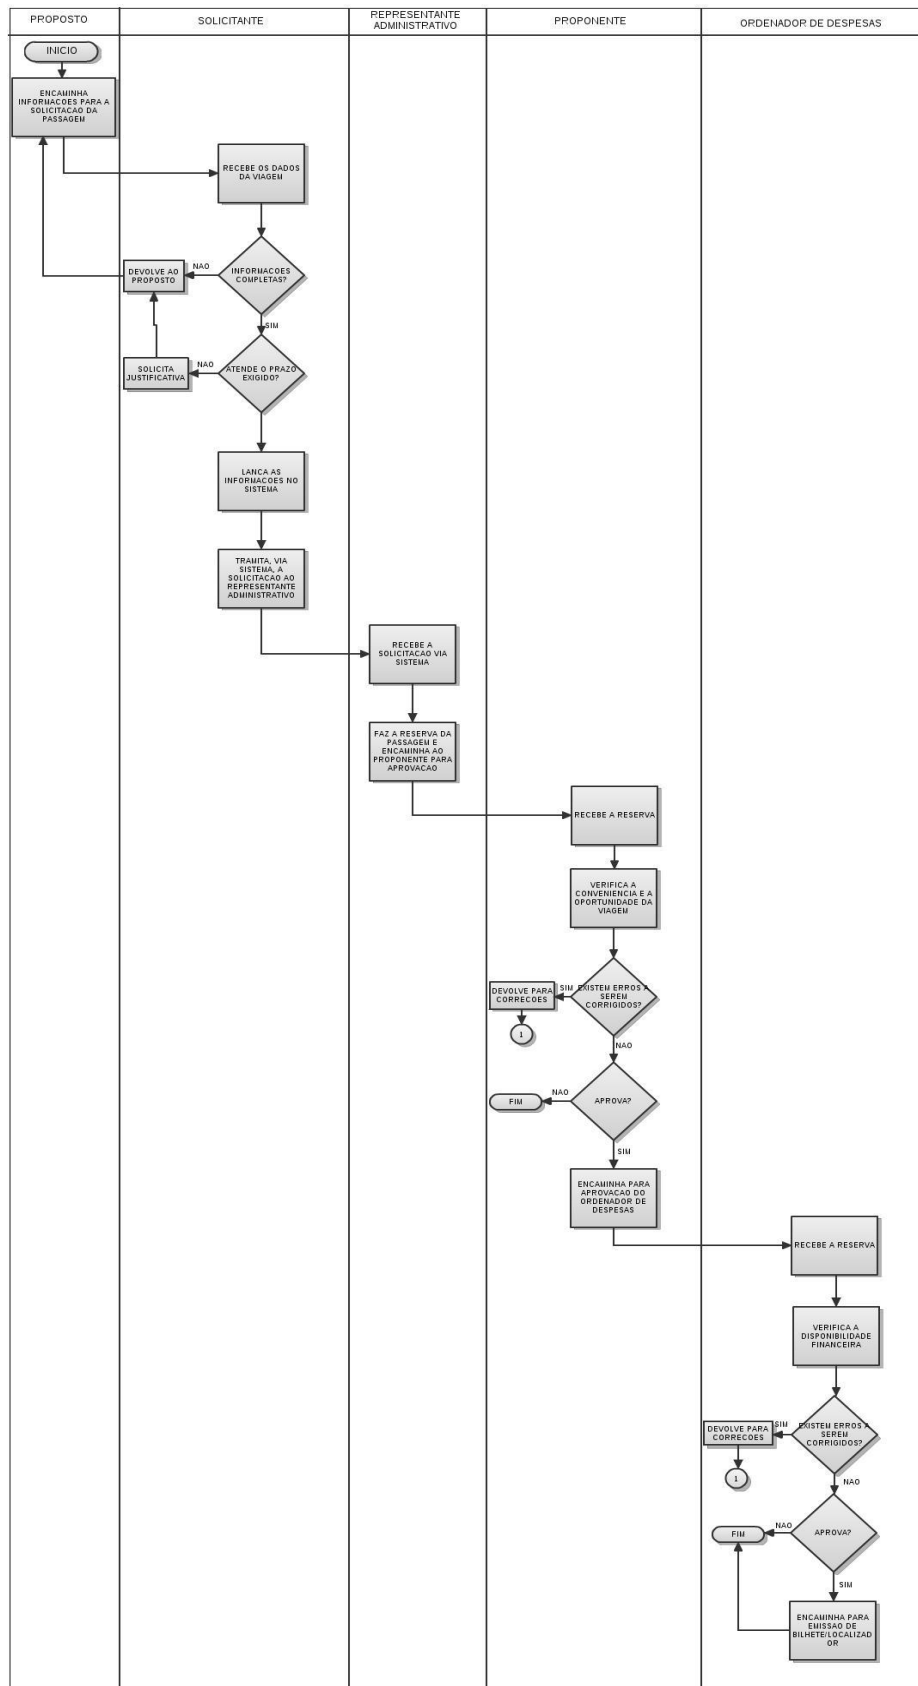 PROPOSTO
SOLICITANTE
REPRESENTANTE
ADMINISTRATIVO
PROPONENTE
ORDENADOR DE DESPESAS
INICIO
ENCAMINHA
INFORMACOES PARA A
SOLICITACAO DA
PASSAGEM
RECEBE OS DADOS
DA VIAGEM
INFORMACOES
COMPLETAS?
NAO
DEVOLVE AO
PROPOSTO
SIM
ATENDE O PRAZO
EXIGIDO?
NAO
SOLICITA
JUSTIFICATIVA
LANCA AS
INFORMACOES NO
SISTEMA
TRAMITA, VIA
SISTEMA, A
SOLICITACAO AO
REPRESENTANTE
ADMINISTRATIVO
RECEBE A
SOLICITACAO VIA
SISTEMA
FAZ A RESERVA DA
PASSAGEM E
ENCAMINHA AO
PROPONENTE PARA
APROVACAO
RECEBE A RESERVA
VERIFICA A
CONVENIENCIA E A
OPORTUNIDADE DA
VIAGEM
EXISTEM ERROS A
SEREM
CORRIGIDOS?
SIM
DEVOLVE PARA
CORRECOES
1
NAO
APROVA?
NAO
FIM
SIM
ENCAMINHA PARA
APROVACAO DO
ORDENADOR DE
DESPESAS
RECEBE A RESERVA
VERIFICA A
DISPONIBILIDADE
FINANCEIRA
EXISTEM ERROS A
SEREM
CORRIGIDOS?
SIM
DEVOLVE PARA
CORRECOES
1
NAO
APROVA?
NAO
FIM
SIM
ENCAMINHA PARA
EMISSAO DE
BILHETE/LOCALIZAD
OR